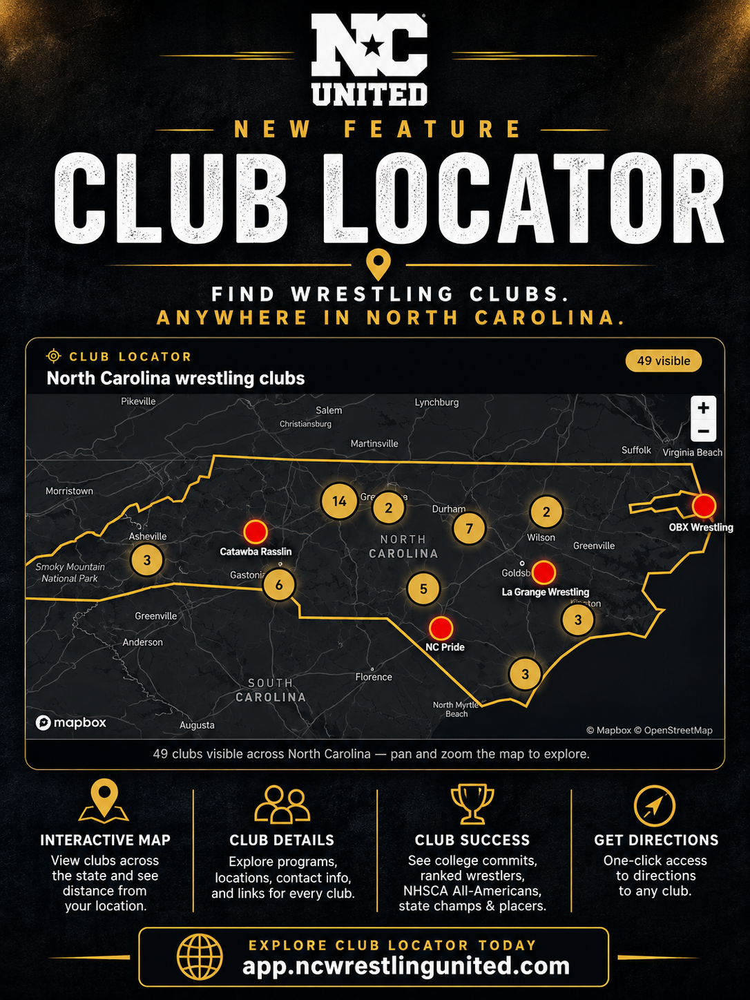 NC
UNITED
NEW FEATURE
CLUB LOCATOR
FIND WRESTLING CLUBS.
ANYWHERE IN NORTH CAROLINA.
CLUB LOCATOR
49 visible
North Carolina wrestling clubs
Pikeville
Lynchburg
Salem
Christiansburg
Martinsville
Suffolk
Virginia Beach
+
−
Morristown
14
2
Durham
7
2
OBX Wrestling
Asheville
Catawba Rasslin
NORTH
CAROLINA
Wilson
Greenville
3
Smoky Mountain
National Park
Gastonia
6
5
La Grange Wrestling
Greenville
3
Anderson
NC Pride
Florence
3
SOUTH
CAROLINA
North Myrtle
Beach
mapbox
Augusta
© Mapbox © OpenStreetMap
49 clubs visible across North Carolina — pan and zoom the map to explore.
INTERACTIVE MAP
View clubs across
the state and see
distance from
your location.
CLUB DETAILS
Explore programs,
locations, contact info,
and links for every club.
CLUB SUCCESS
See college commits,
ranked wrestlers,
NHSCA All-Americans,
state champs & placers.
GET DIRECTIONS
One-click access
to directions
to any club.
EXPLORE CLUB LOCATOR TODAY
app.ncwrestlingunited.com